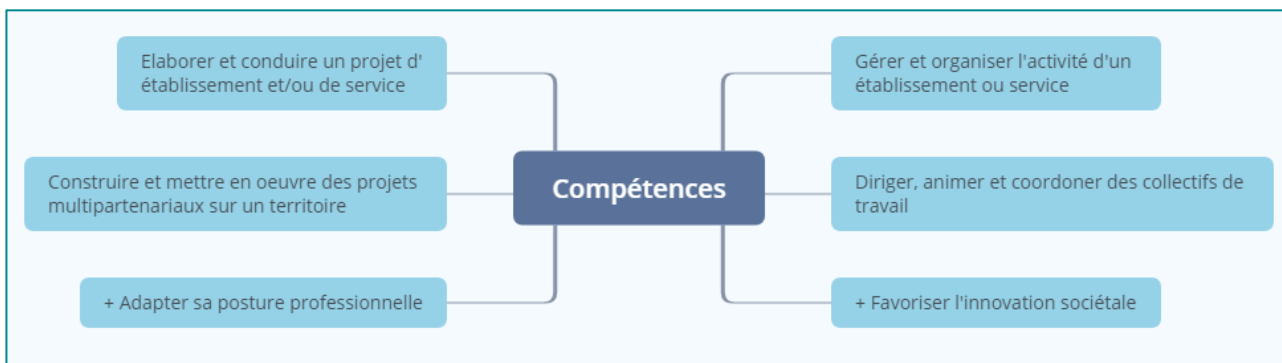 Elaborer et conduire un projet d'
établissement et/ou de service
Construire et mettre en oeuvre des projets
multipartenariaux sur un territoire
+ Adapter sa posture professionnelle
Compétences
Gérer et organiser l'activité d'un
établissement ou service
Diriger, animer et coordoner des collectifs de
travail
+ Favoriser l'innovation sociétale